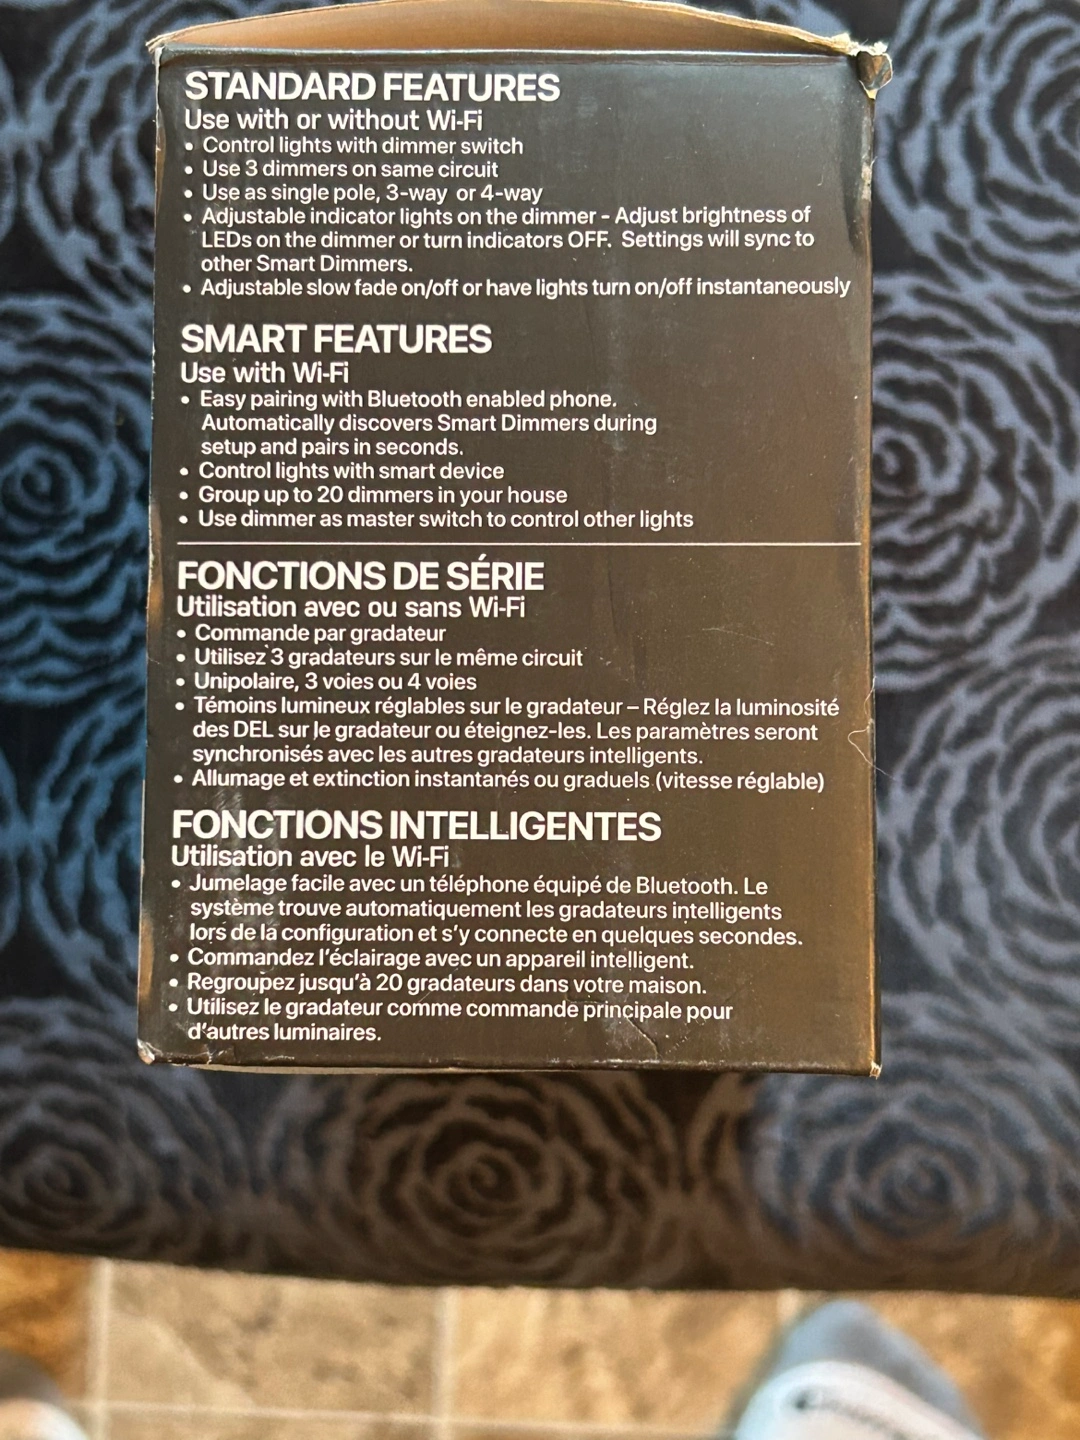 STANDARD FEATURES
Use with or without Wi-Fi
• Control lights with dimmer switch
• Use 3 dimmers on same circuit
• Use as single pole, 3-way or 4-way
• Adjustable indicator lights on the dimmer - Adjust brightness of
LEDs on the dimmer or turn indicators OFF. Settings will sync to
other Smart Dimmers.
• Adjustable slow fade on/off or have lights turn on/off instantaneously
SMART FEATURES
Use with Wi-Fi
• Easy pairing with Bluetooth enabled phone.
Automatically discovers Smart Dimmers during
setup and pairs in seconds.
• Control lights with smart device
• Group up to 20 dimmers in your house
• Use dimmer as master switch to control other lights
FONCTIONS DE SÉRIE
Utilisation avec ou sans Wi-Fi
• Commande par gradateur
• Utilisez 3 gradateurs sur le même circuit
• Unipolaire, 3 voies ou 4 voies
• Témoins lumineux réglables sur le gradateur – Réglez la luminosité
des DEL sur le gradateur ou éteignez-les. Les paramètres seront
synchronisés avec les autres gradateurs intelligents.
• Allumage et extinction instantanés ou graduels (vitesse réglable)
FONCTIONS INTELLIGENTES
Utilisation avec le Wi-Fi
• Jumelage facile avec un téléphone équipé de Bluetooth. Le
système trouve automatiquement les gradateurs intelligents
lors de la configuration et s'y connecte en quelques secondes.
• Commandez l'éclairage avec un appareil intelligent.
• Regroupez jusqu'à 20 gradateurs dans votre maison.
• Utilisez le gradateur comme commande principale pour
d'autres luminaires.